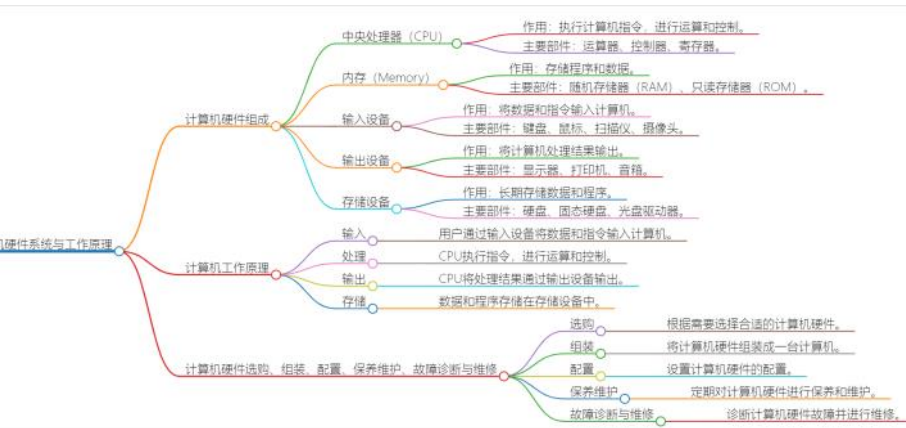 机硬件系统与工作原理
计算机硬件组成
中央处理器（CPU）
作用：执行计算机指令，进行运算和控制。
主要部件：运算器、控制器、寄存器。
内存（Memory）
作用：存储程序和数据。
主要部件：随机存储器（RAM）、只读存储器（ROM）。
输入设备
作用：将数据和指令输入计算机。
主要部件：键盘、鼠标、扫描仪、摄像头。
输出设备
作用：将计算机处理结果输出。
主要部件：显示器、打印机、音箱。
存储设备
作用：长期存储数据和程序。
主要部件：硬盘、固态硬盘、光盘驱动器。
计算机工作原理
输入
用户通过输入设备将数据和指令输入计算机。
处理
CPU执行指令，进行运算和控制。
输出
CPU将处理结果通过输出设备输出。
存储
数据和程序存储在存储设备中。
计算机硬件选购、组装、配置、保养维护、故障诊断与维修
选购
根据需要选择合适的计算机硬件。
组装
将计算机硬件组装成一台计算机。
配置
设置计算机硬件的配置。
保养维护
定期对计算机硬件进行保养和维护。
故障诊断与维修
诊断计算机硬件故障并进行维修。